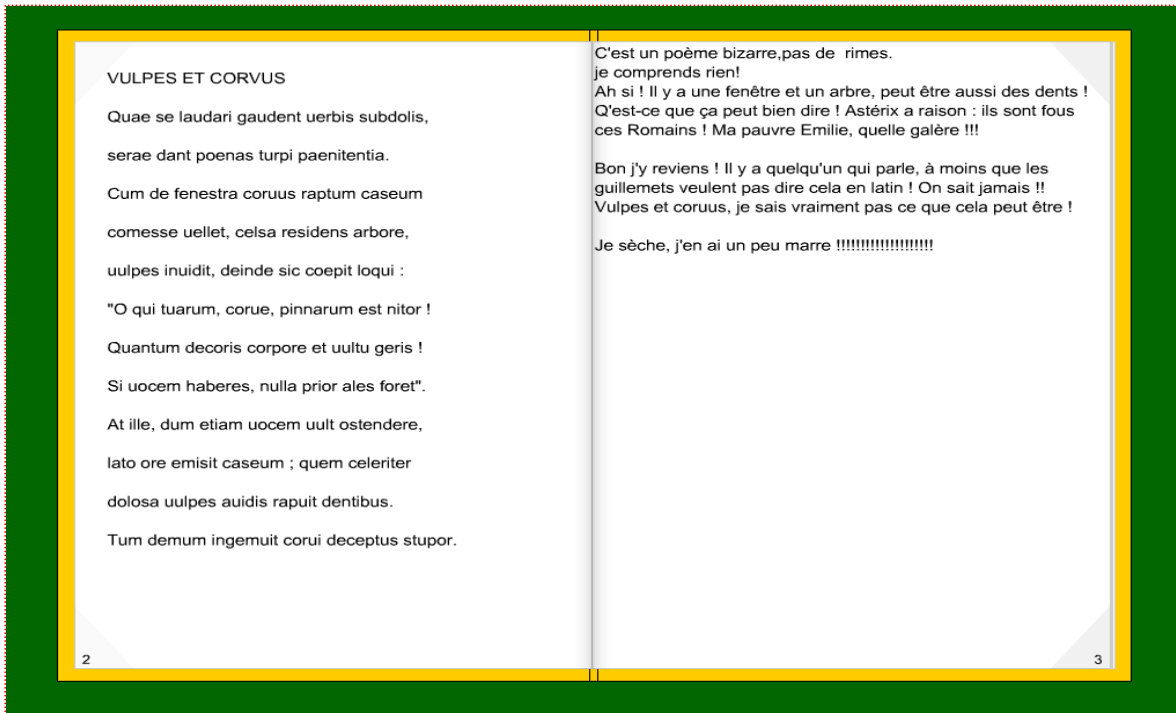 VULPES ET CORVUS
Quae se laudari gaudent uerbis subdolis,
serae dant poenas turpi paenitentia.
Cum de fenestra coruus raptum caseum
comesse uellet, celsa residens arbore,
uulpes inuidit, deinde sic coepit loqui :
"O qui tuarum, corue, pinnarum est nitor !
Quantum decoris corpore et uultu geris !
Si uocem haberes, nulla prior ales foret".
At ille, dum etiam uocem uult ostendere,
lato ore emisit caseum ; quem celeriter
dolosa uulpes auidis rapuit dentibus.
Tum demum ingemuit corui deceptus stupor.
2
C'est un poème bizarre,pas de  rimes.
je comprends rien!
Ah si ! Il y a une fenêtre et un arbre, peut être aussi des dents !
Q'est-ce que ça peut bien dire ! Astérix a raison : ils sont fous
ces Romains ! Ma pauvre Emilie, quelle galère !!!
Bon j'y reviens ! Il y a quelqu'un qui parle, à moins que les
guillemets veulent pas dire cela en latin ! On sait jamais !!
Vulpes et coruus, je sais vraiment pas ce que cela peut être !
Je sèche, j'en ai un peu marre !!!!!!!!!!!!!!!!!!!!
3